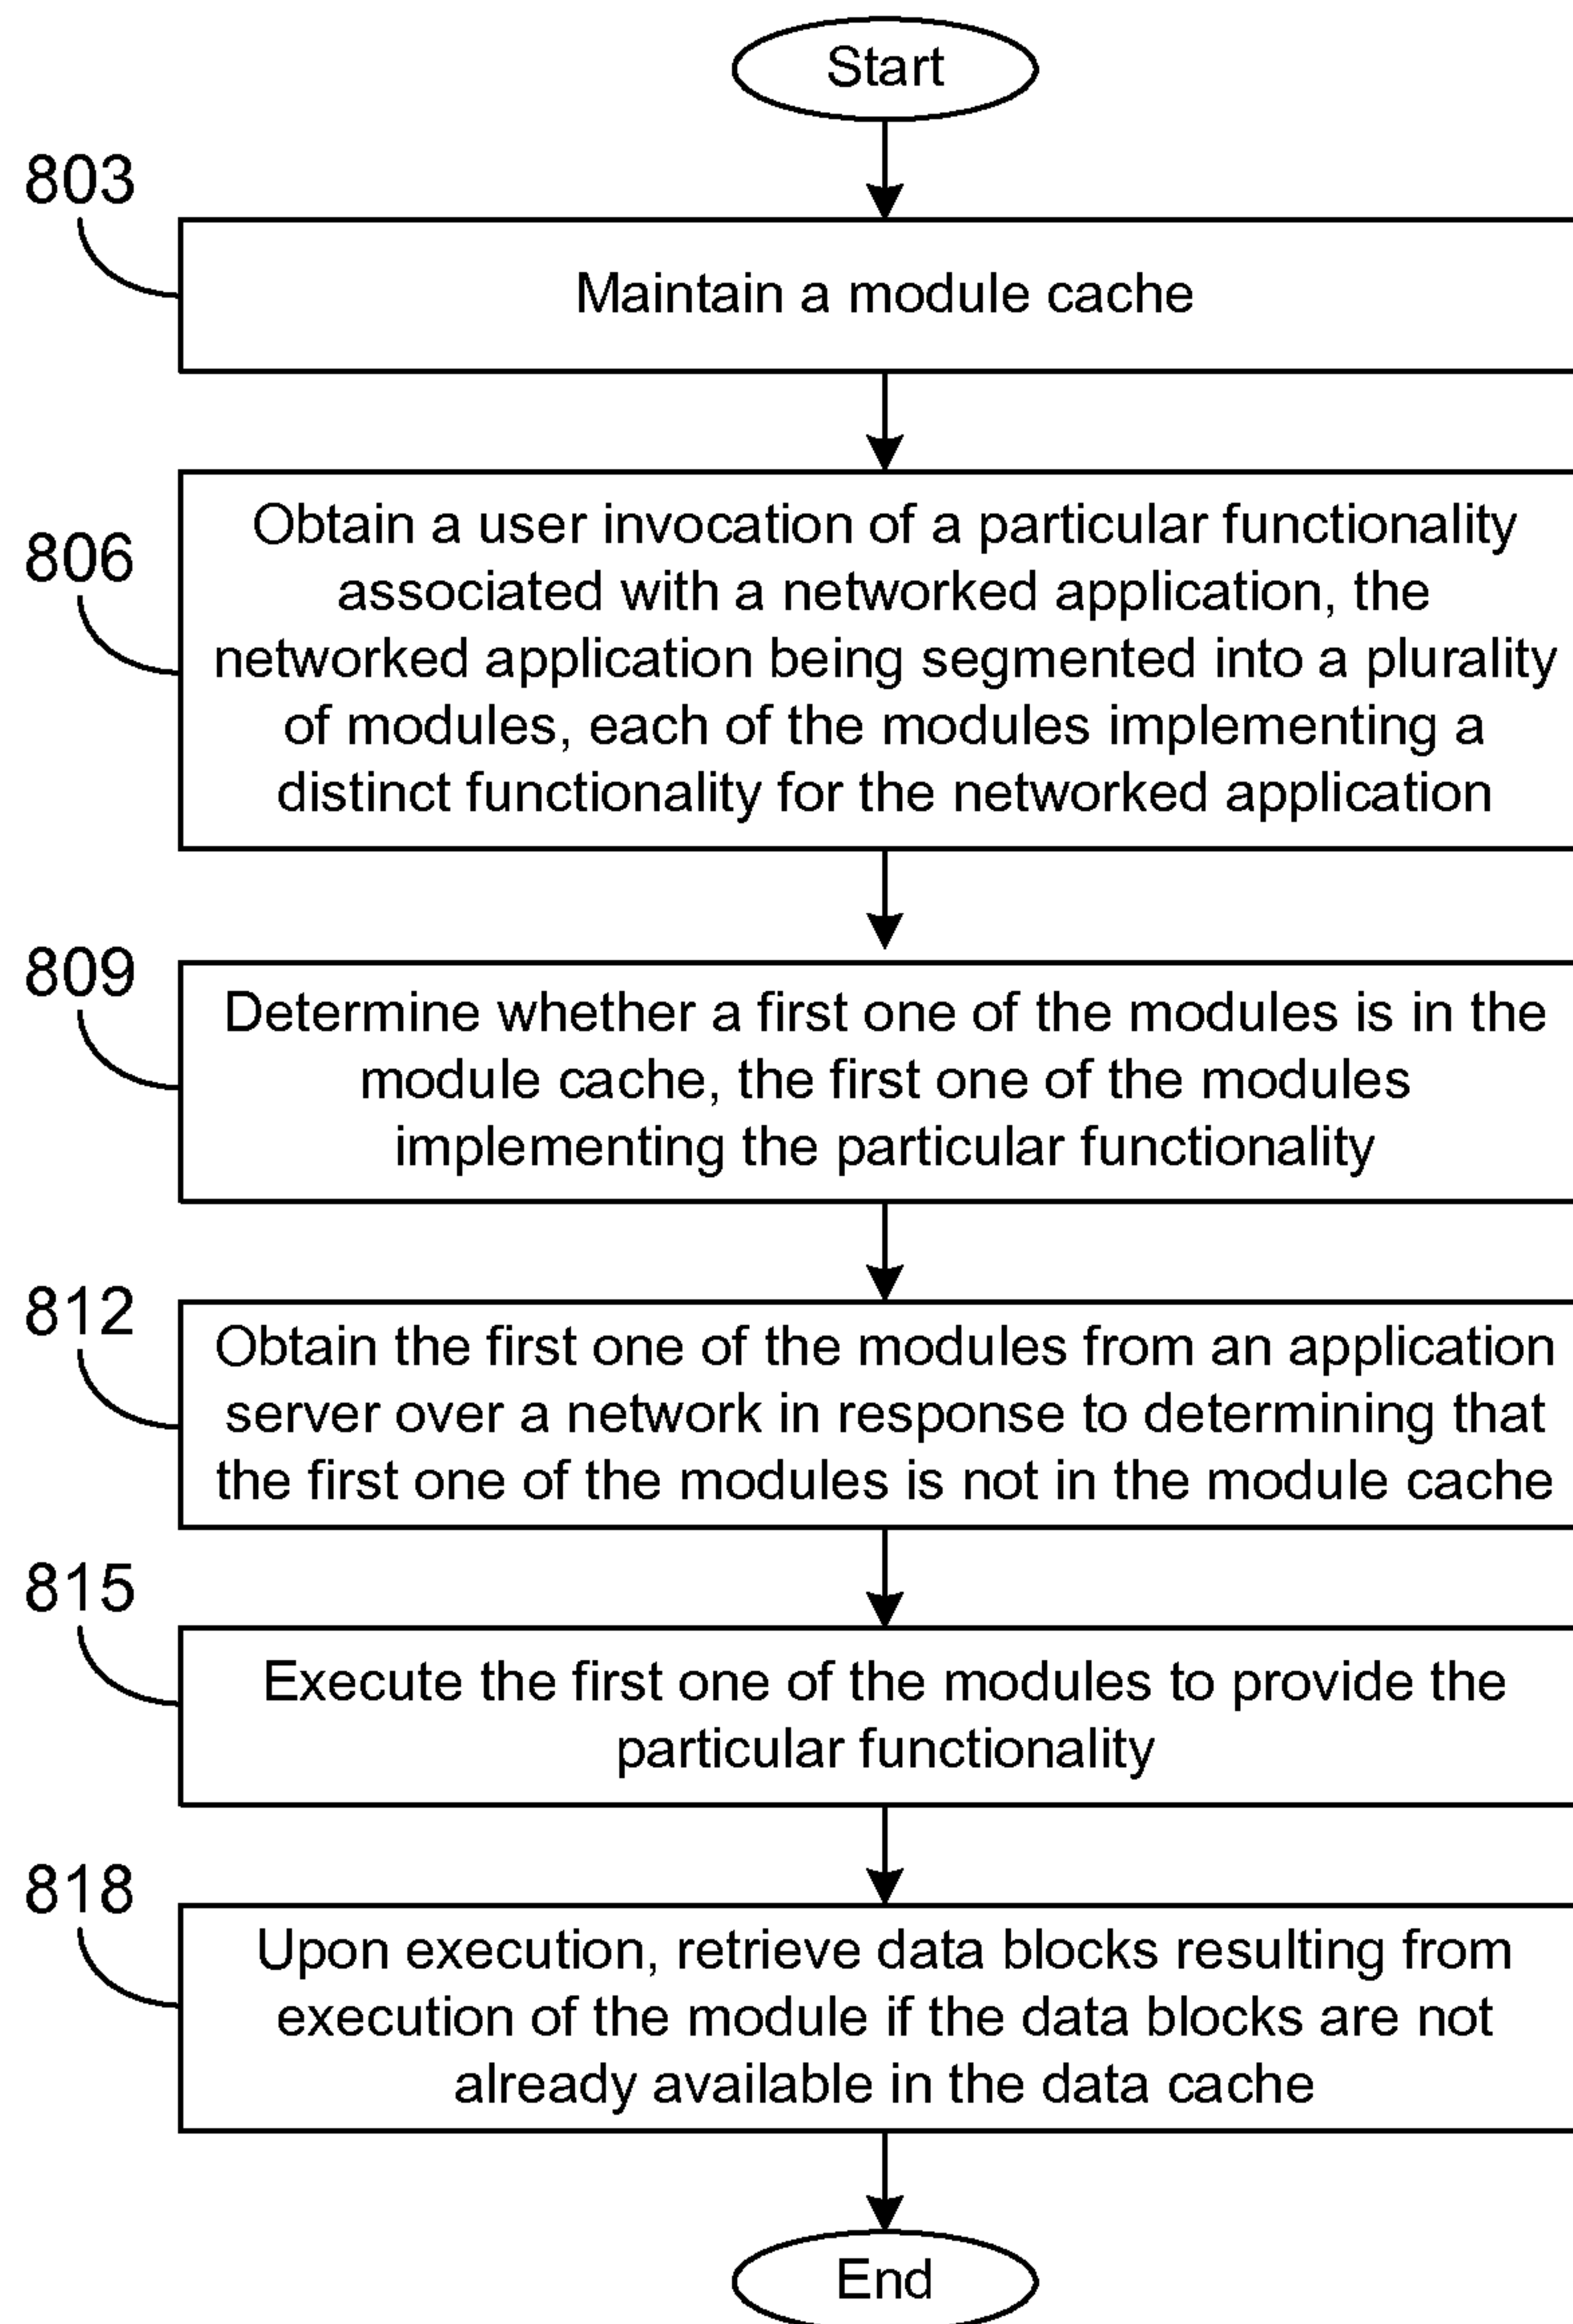 Start
803
Maintain a module cache
806
Obtain a user invocation of a particular functionality
associated with a networked application, the
networked application being segmented into a plurality
of modules, each of the modules implementing a
distinct functionality for the networked application
809
Determine whether a first one of the modules is in the
module cache, the first one of the modules
implementing the particular functionality
812
Obtain the first one of the modules from an application
server over a network in response to determining that
the first one of the modules is not in the module cache
815
Execute the first one of the modules to provide the
particular functionality
818
Upon execution, retrieve data blocks resulting from
execution of the module if the data blocks are not
already available in the data cache
End